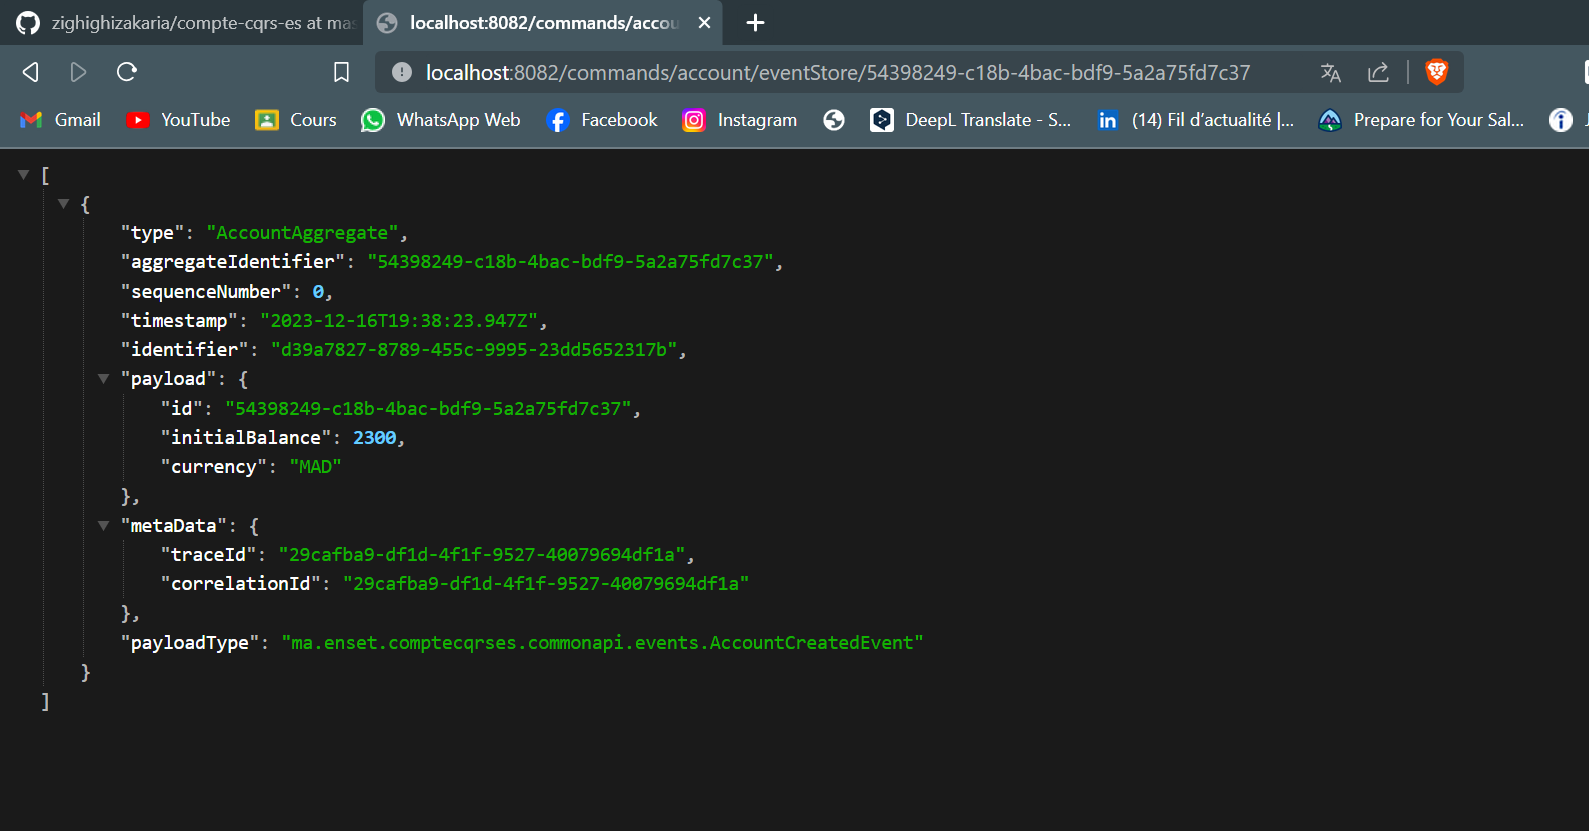 zighighizakaria/compte-cqrs-es at mas
localhost:8082/commands/accou
localhost:8082/commands/account/eventStore/54398249-c18b-4bac-bdf9-5a2a75fd7c37
Gmail YouTube Cours WhatsApp Web Facebook Instagram DeepL Translate - S... (14) Fil d’actualité |... Prepare for Your Sal...
[
{
"type": "AccountAggregate",
"aggregateIdentifier": "54398249-c18b-4bac-bdf9-5a2a75fd7c37",
"sequenceNumber": 0,
"timestamp": "2023-12-16T19:38:23.947Z",
"identifier": "d39a7827-8789-455c-9995-23dd5652317b",
"payload": {
"id": "54398249-c18b-4bac-bdf9-5a2a75fd7c37",
"initialBalance": 2300,
"currency": "MAD"
},
"metaData": {
"traceId": "29cafba9-df1d-4f1f-9527-40079694df1a",
"correlationId": "29cafba9-df1d-4f1f-9527-40079694df1a"
},
"payloadType": "ma.enset.comptecqrses.commonapi.events.AccountCreatedEvent"
}
]